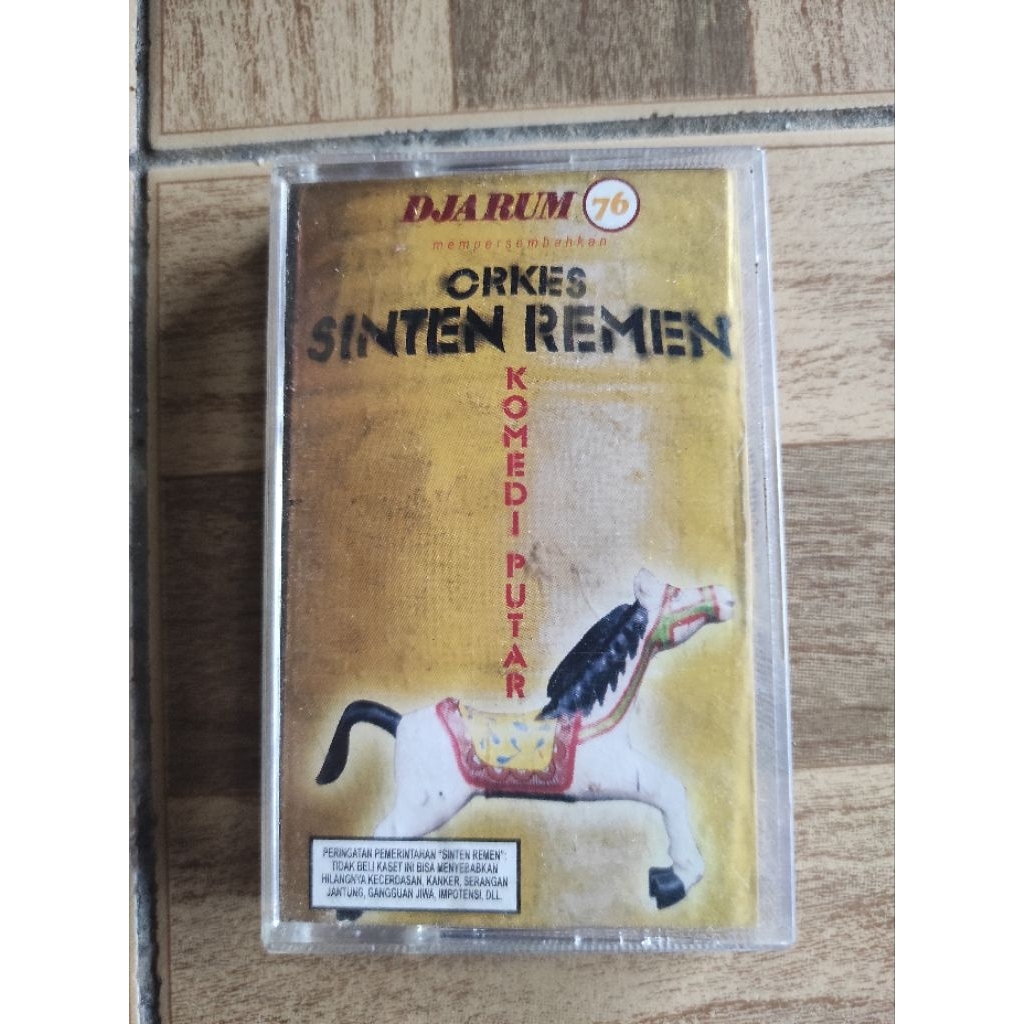 DJARUM 76
mempersembahkan
ORKES
SINTEN REMEN
KOMEDI PUTAR
PERINGATAN PEMERINTAHAN "SINTEN REMEN":
TIDAK BELI KASET INI BISA MENYEBABKAN
HILANGNYA KECERDASAN, KANKER, SERANGAN
JANTUNG, GANGGUAN JIWA, IMPOTENSI, DLL.